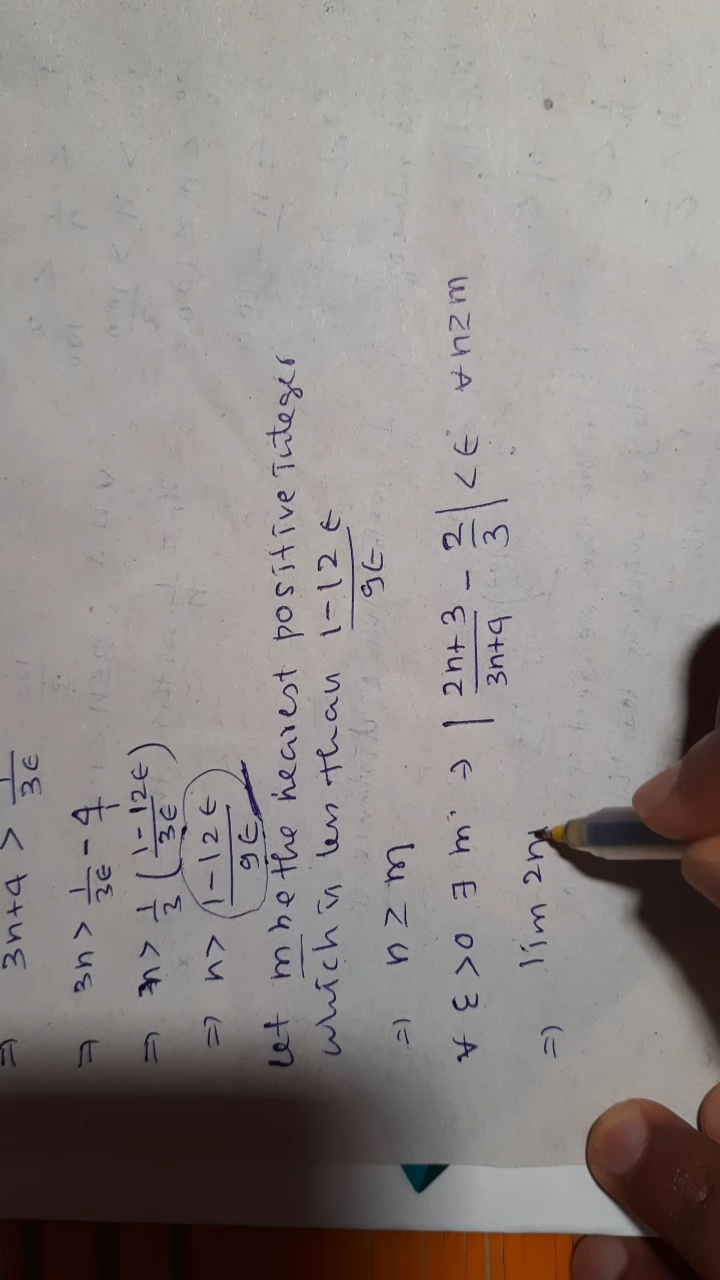 ⇒ 3n+4 > 1/3ϵ
⇒ 3n > 1/3ϵ - 4/1
⇒ n > 1/3 (1-12ϵ/3ϵ)
⇒ n > 1-12ϵ/9ϵ
Let m be the nearest positive integer
which is less than 1-12ϵ/9ϵ
⇒ n ≥ m
∀ ε > 0 ∃ m → |2n+3/3n+4 - 2/3| < ϵ ∀ n ≥ m
⇒ lim 2n